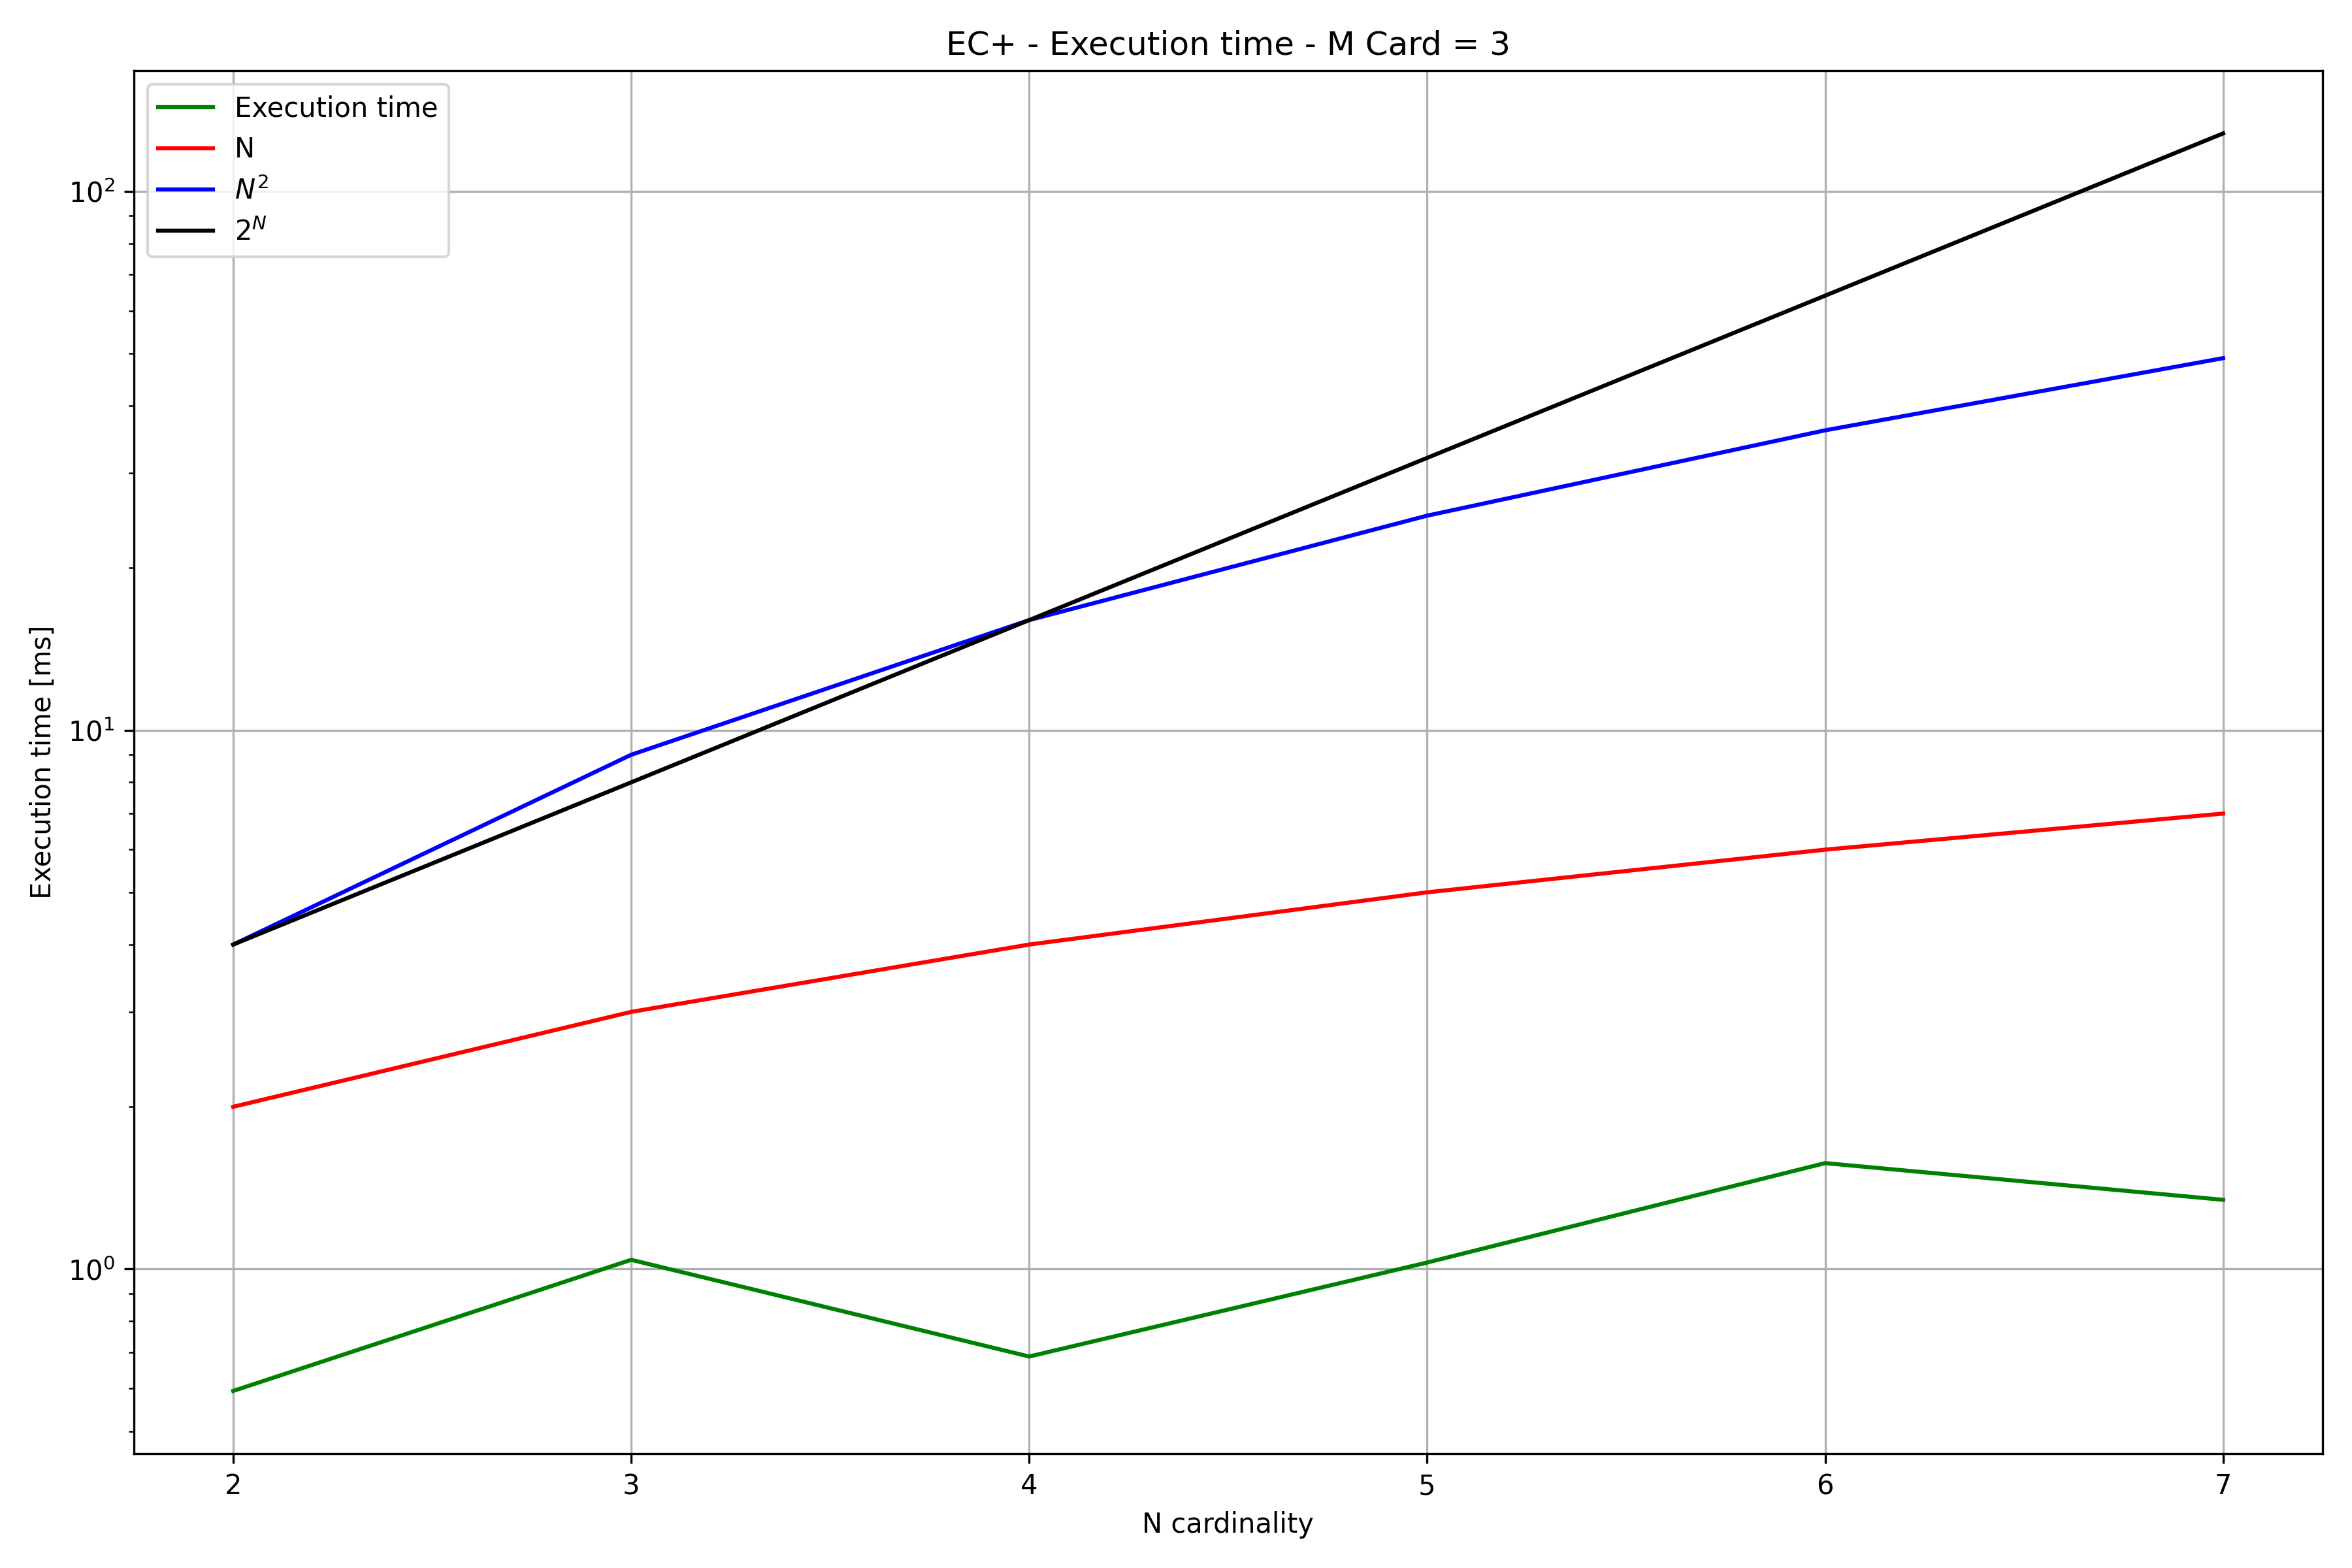 EC+ - Execution time - M Card = 3
Execution time
N
N²
2ᴺ
10²
10¹
10⁰
Execution time [ms]
2 3 4 5 6 7
N cardinality